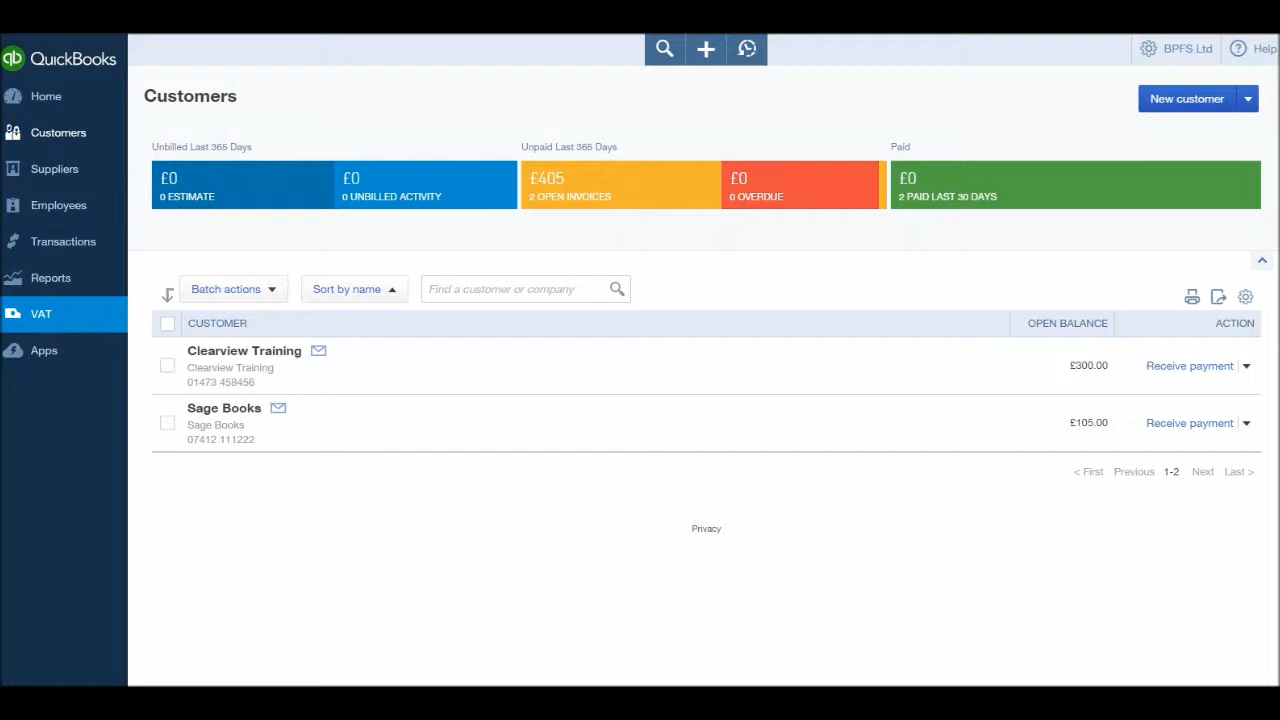 qb QuickBooks
BPFS Ltd
Help
Home
Customers
Suppliers
Employees
Transactions
Reports
VAT
Apps
Customers
New customer
Unbilled Last 365 Days
Unpaid Last 365 Days
Paid
£0
0 ESTIMATE
£0
0 UNBILLED ACTIVITY
£405
2 OPEN INVOICES
£0
0 OVERDUE
£0
2 PAID LAST 30 DAYS
Batch actions
Sort by name
Find a customer or company
CUSTOMER OPEN BALANCE ACTION
Clearview Training
Clearview Training
01473 458456
£300.00 Receive payment
Sage Books
Sage Books
07412 111222
£105.00 Receive payment
< First Previous 1-2 Next Last >
Privacy